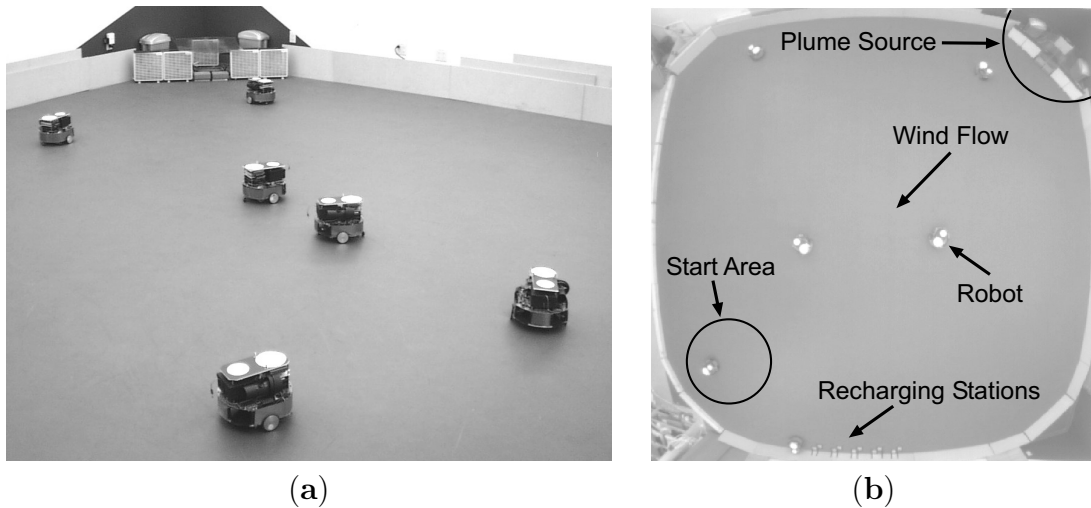 Plume Source
Wind Flow
Start Area
Robot
Recharging Stations
(a)
(b)